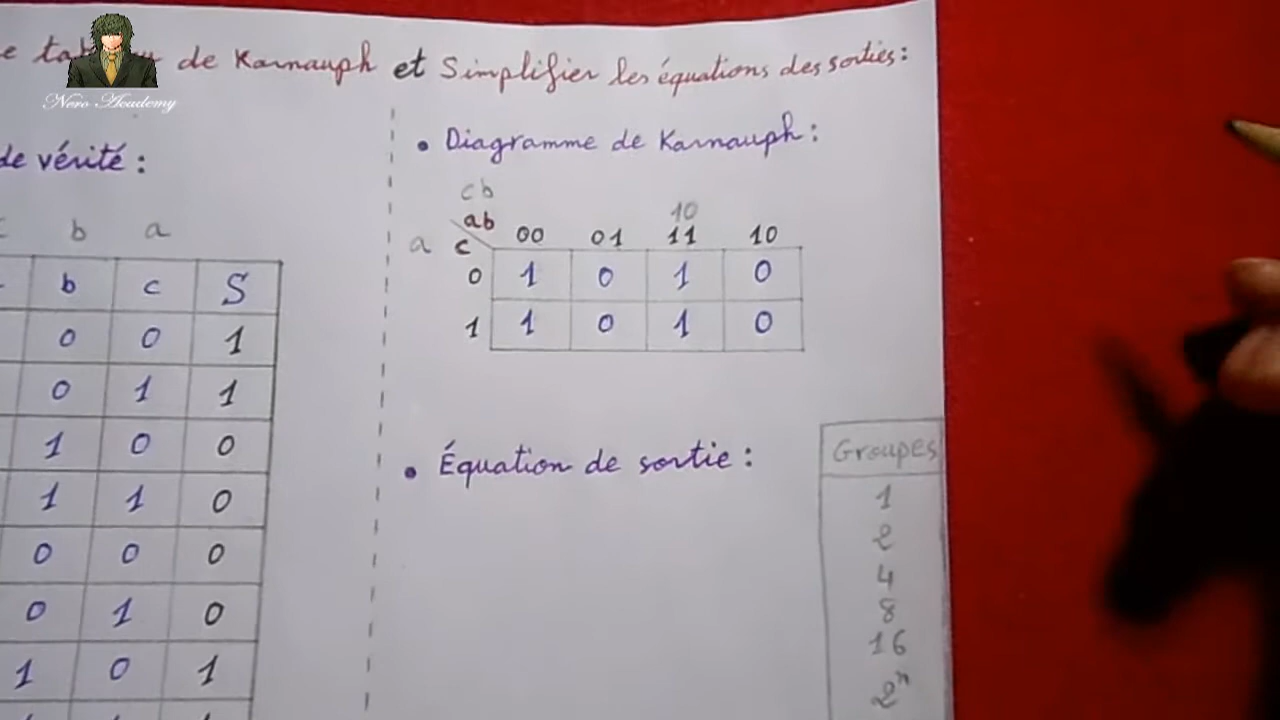 de Karnauph et Simplifier les équations des sorties:
Nero Academy
de vérité :
b a
b c S
0 0 1
0 1 1
1 0 0
1 1 0
0 0 0
0 1 0
1 0 1
• Diagramme de Karnauph :
cb
ab 10
a c 00 01 11 10
0 1 0 1 0
1 1 0 1 0
• Équation de sortie :
Groupes
1
2
4
8
16
2ⁿ